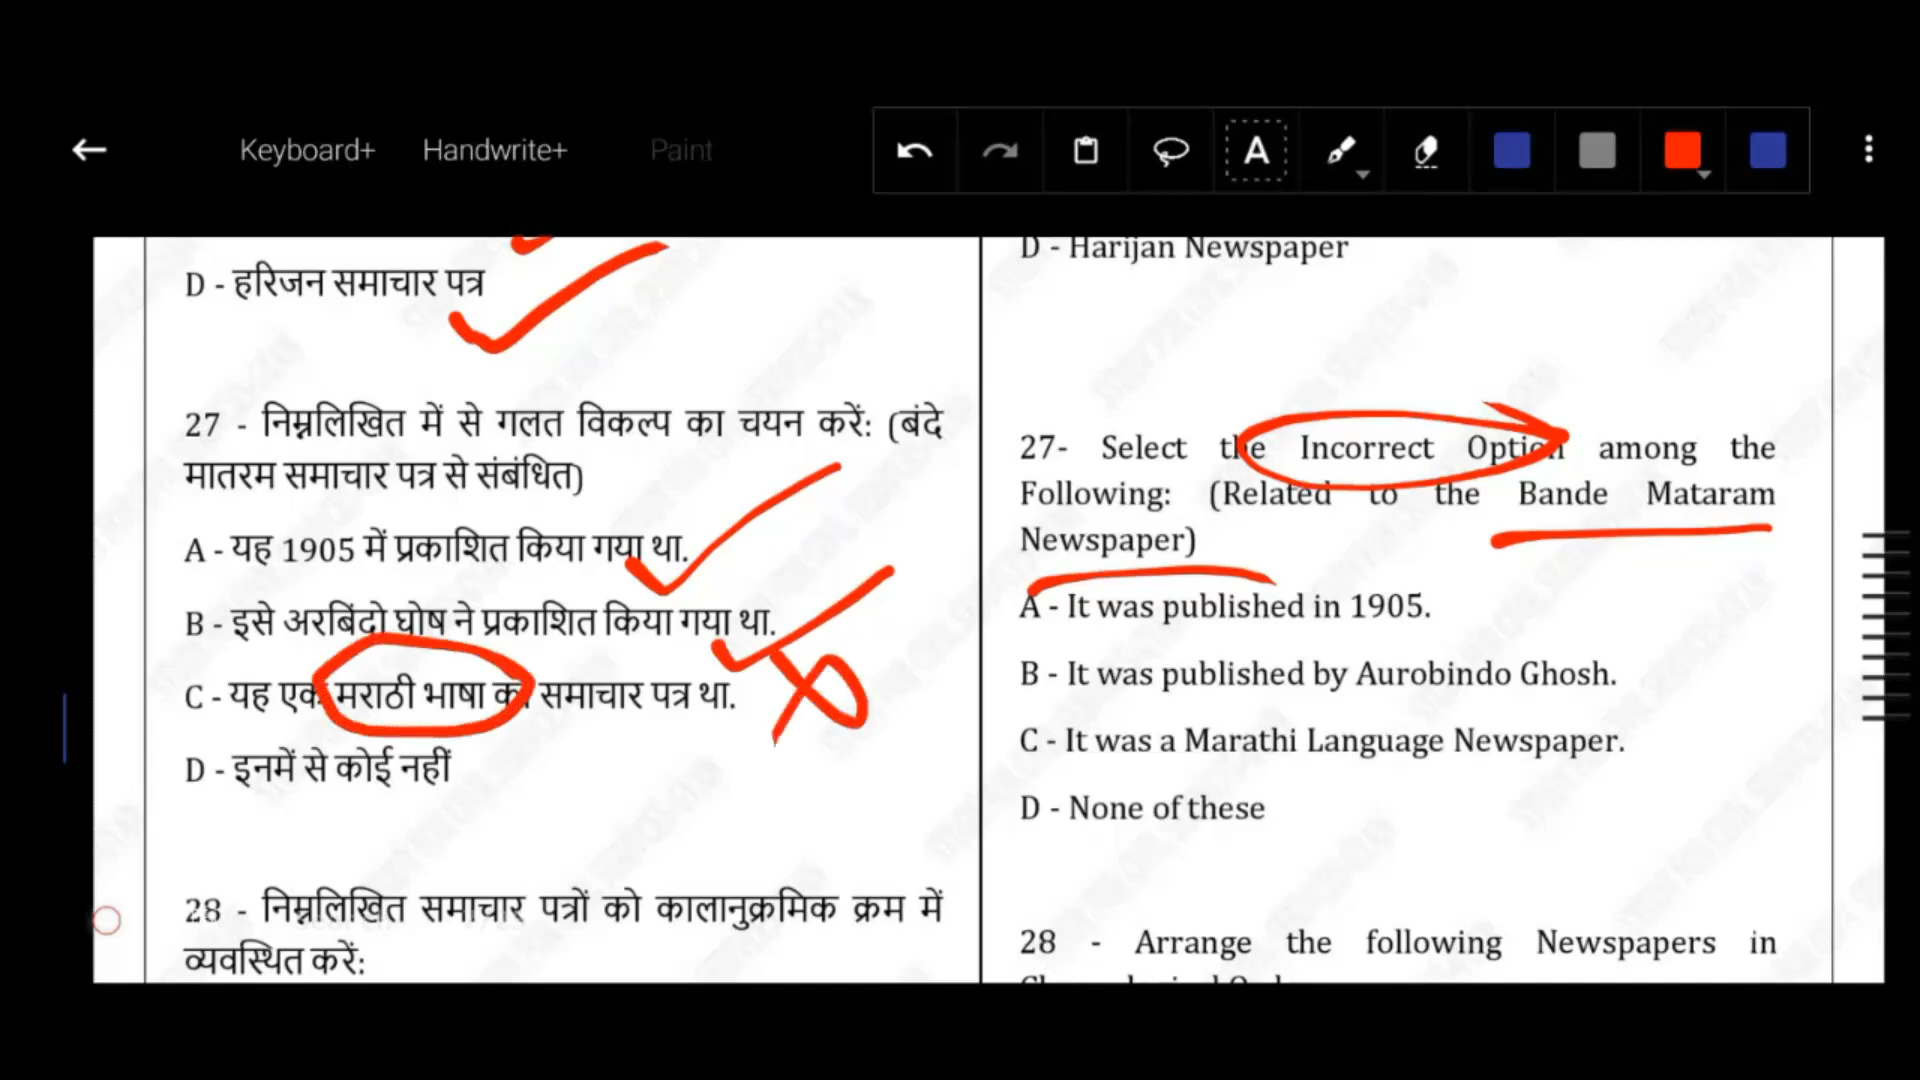 Keyboard+ Handwrite+ Paint
A
D - हरिजन समाचार पत्र
27 - निम्नलिखित में से गलत विकल्प का चयन करें: (बंदे
मातरम समाचार पत्र से संबंधित)
A - यह 1905 में प्रकाशित किया गया था.
B - इसे अरबिंदो घोष ने प्रकाशित किया गया था.
C - यह एक मराठी भाषा का समाचार पत्र था.
D - इनमें से कोई नहीं
28 - निम्नलिखित समाचार पत्रों को कालानुक्रमिक क्रम में
व्यवस्थित करें:
D - Harijan Newspaper
27- Select the Incorrect Option among the
Following: (Related to the Bande Mataram
Newspaper)
A - It was published in 1905.
B - It was published by Aurobindo Ghosh.
C - It was a Marathi Language Newspaper.
D - None of these
28 - Arrange the following Newspapers in